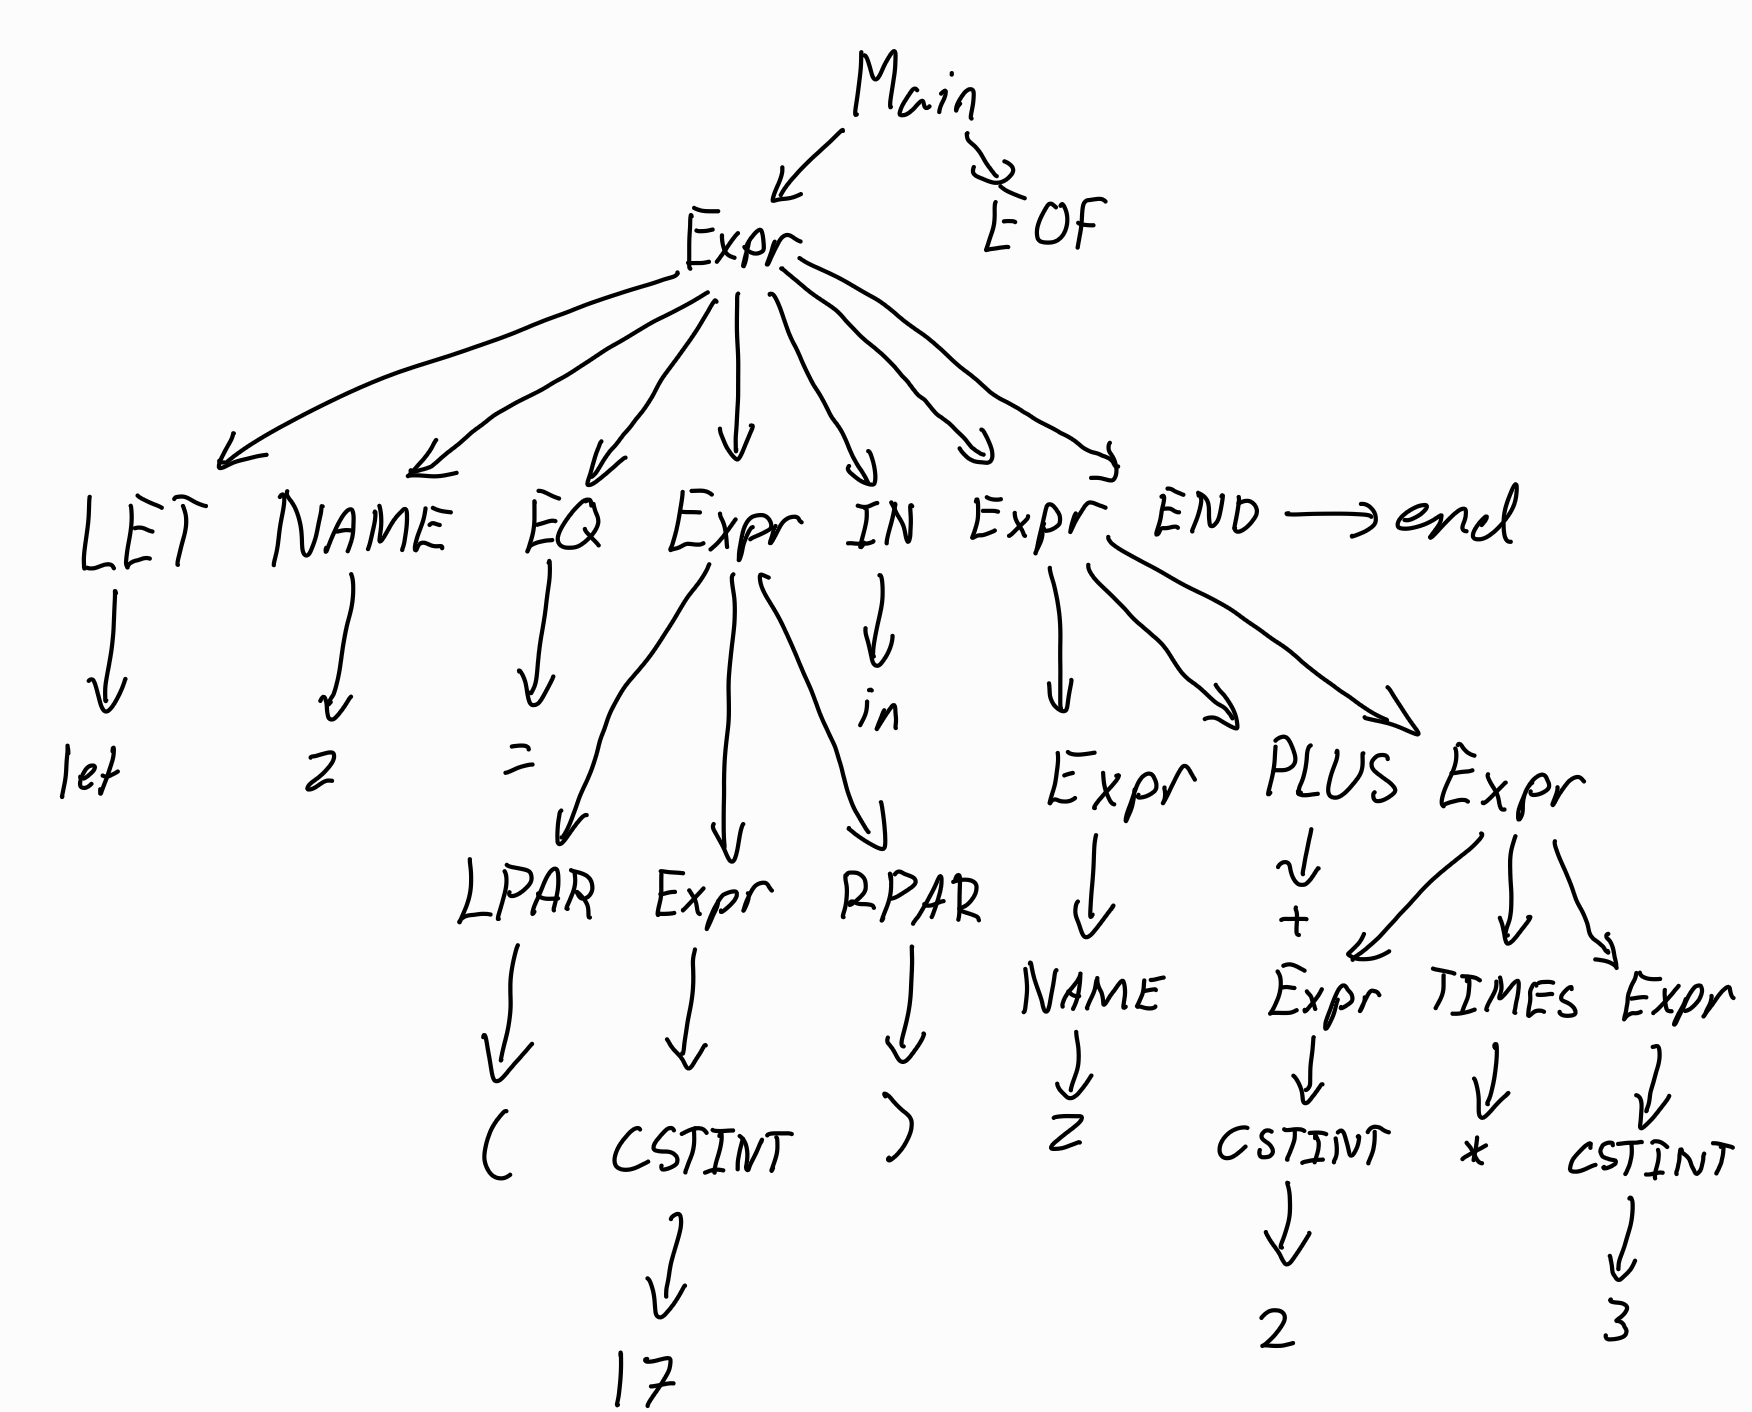 Main
Expr EOF
LET NAME EQ Expr IN Expr END end
let z = in
Expr PLUS Expr
LPAR Expr RPAR +
NAME Expr TIMES Expr
( CSTINT ) z CSTINT * CSTINT
17 2 3